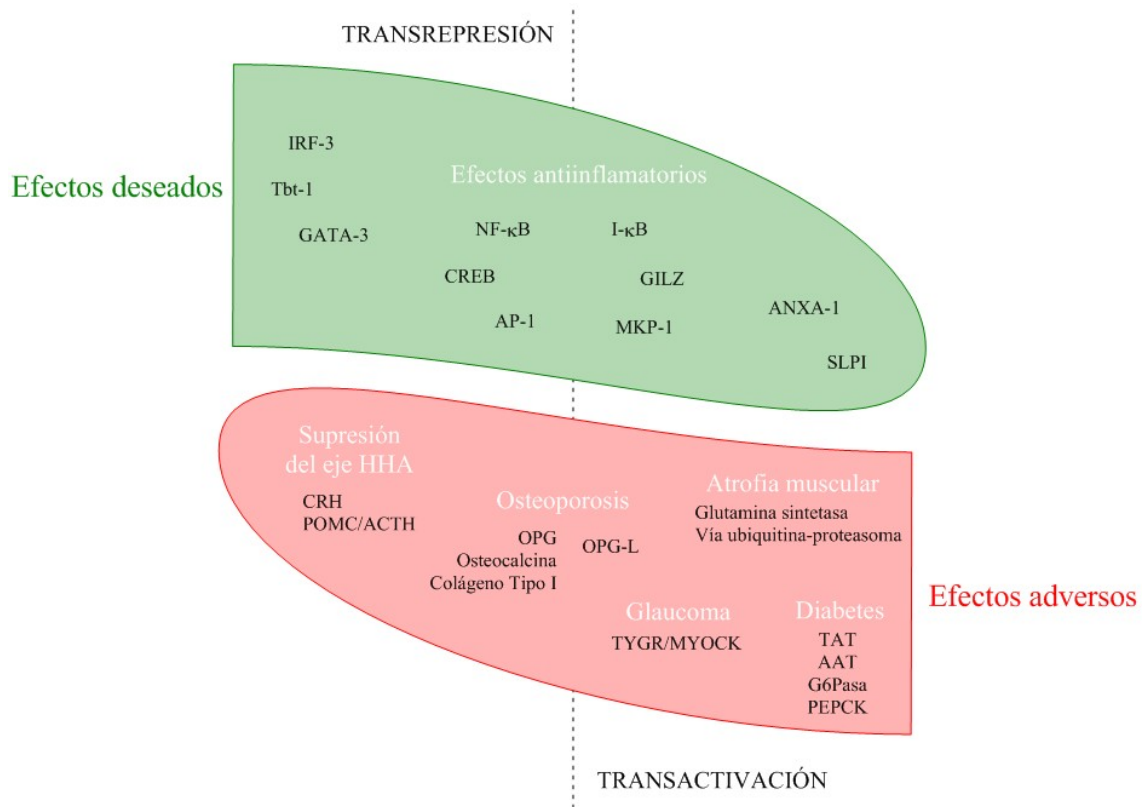 TRANSREPRESIÓN
Efectos deseados
IRF-3
Tbt-1
GATA-3
Efectos antiinflamatorios
NF-κB
I-κB
CREB
GILZ
AP-1
MKP-1
ANXA-1
SLPI
Supresión
del eje HHA
CRH
POMC/ACTH
Osteoporosis
OPG
Osteocalcina
Colágeno Tipo I
OPG-L
Atrofia muscular
Glutamina sintetasa
Vía ubiquitina-proteasoma
Glaucoma
TYGR/MYOCK
Diabetes
TAT
AAT
G6Pasa
PEPCK
Efectos adversos
TRANSACTIVACIÓN